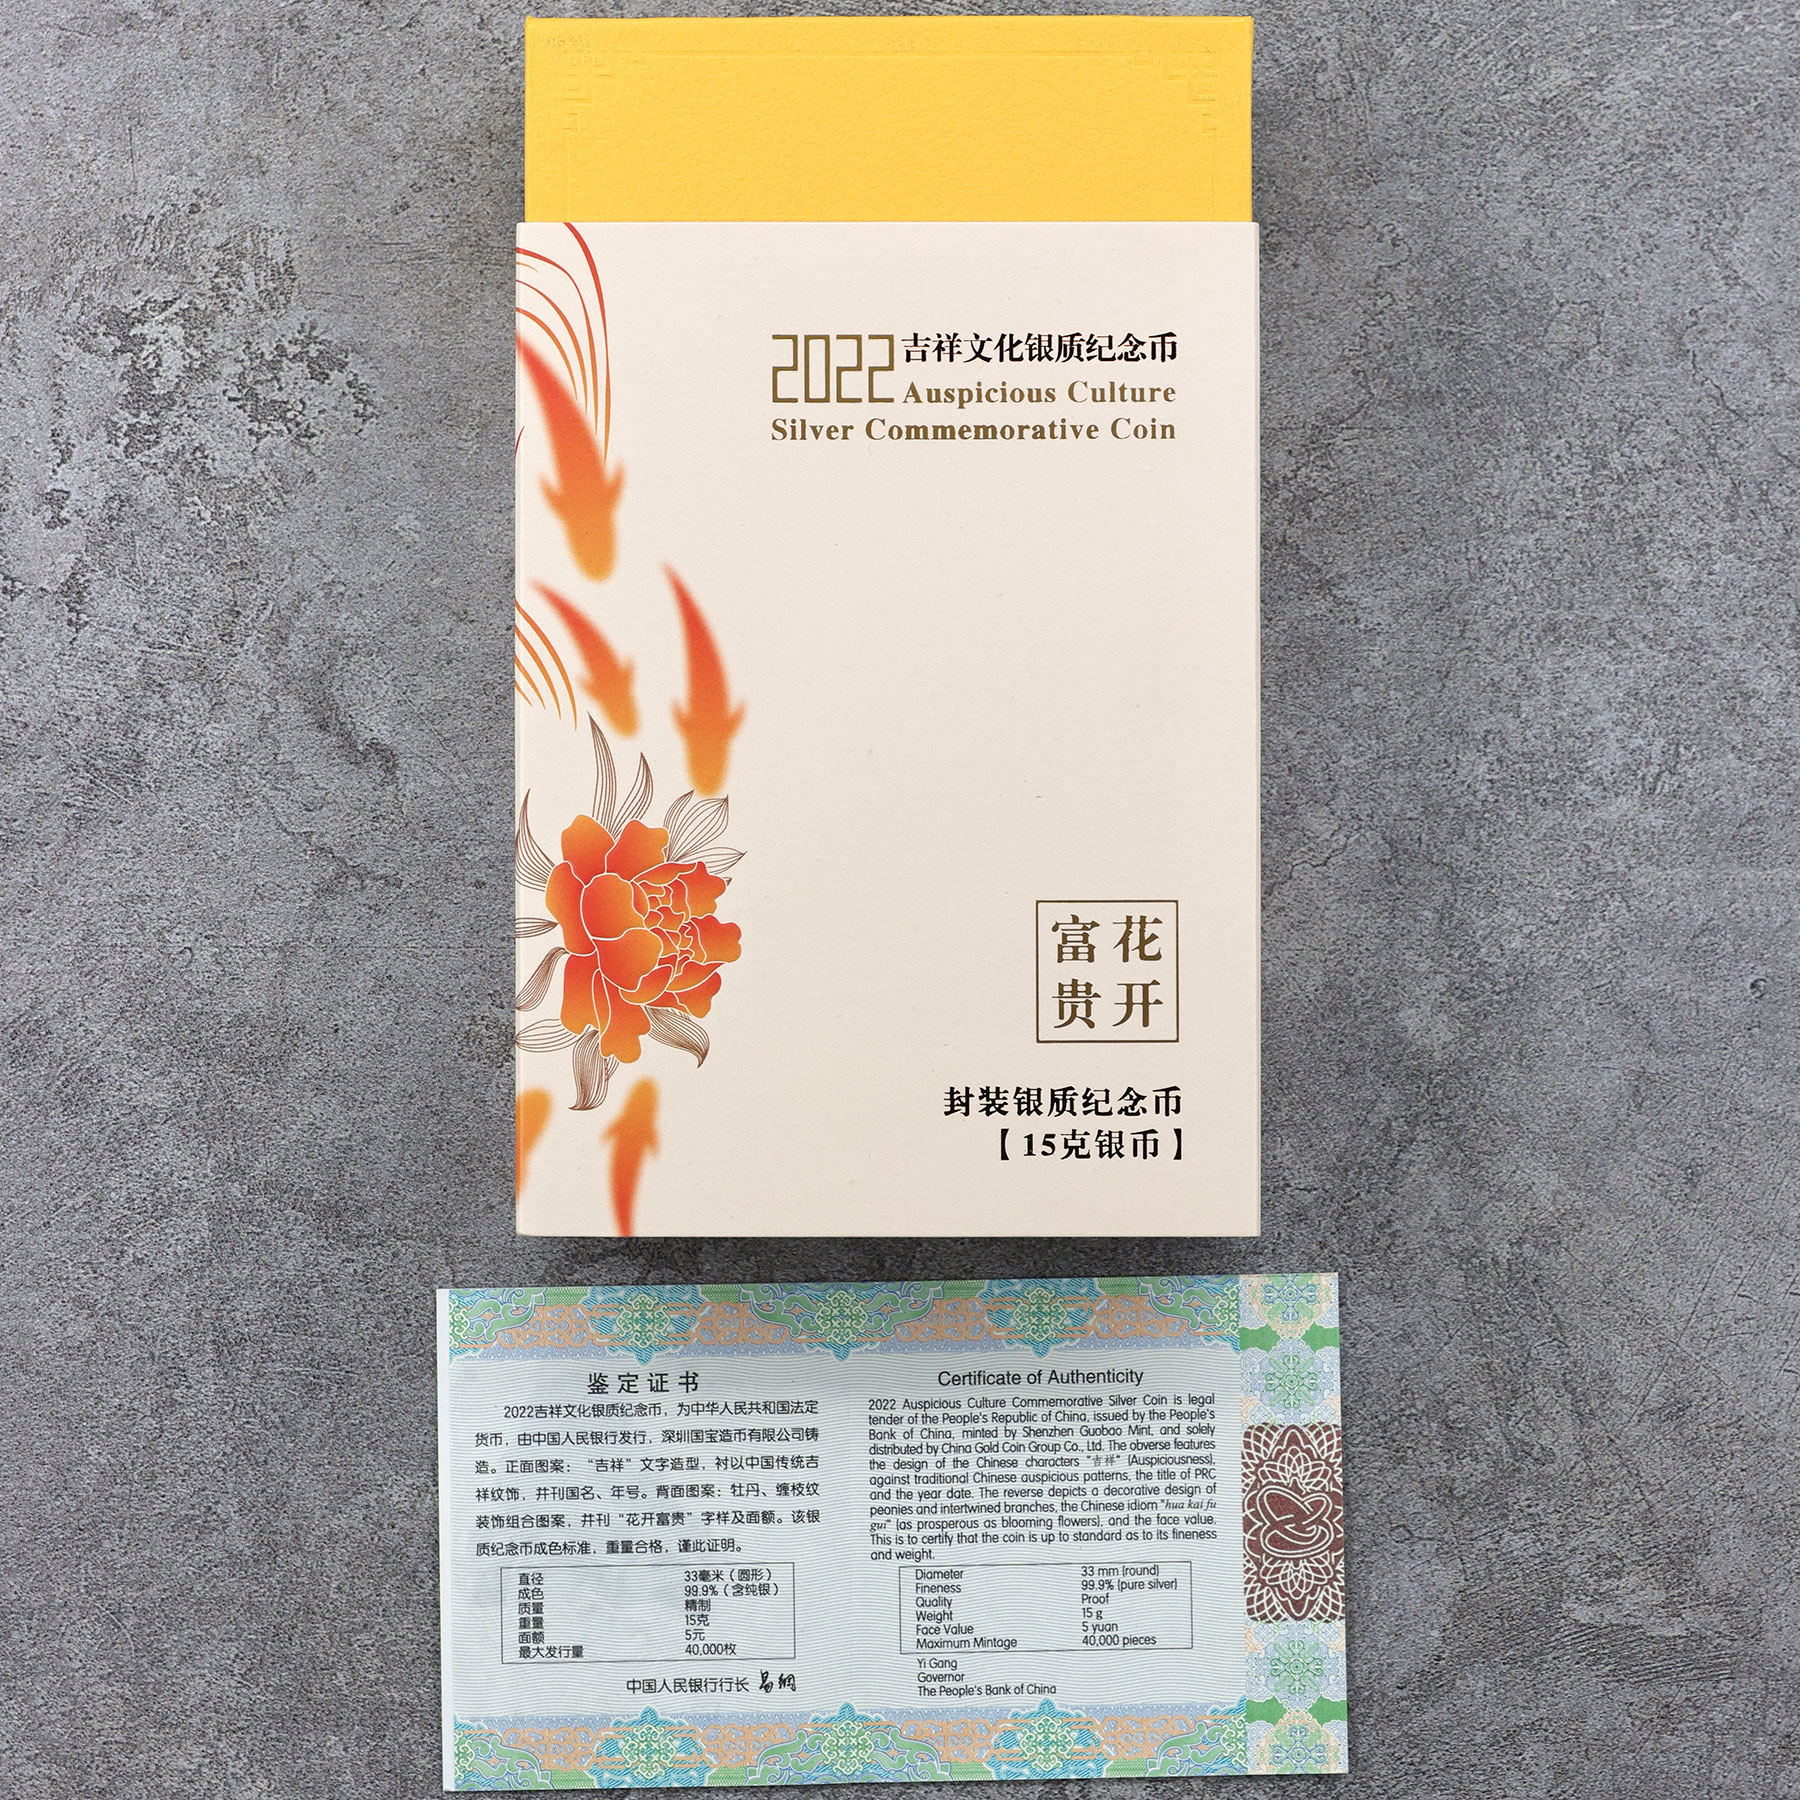 2022 吉祥文化银质纪念币
Auspicious Culture
Silver Commemorative Coin
花开
富贵
封装银质纪念币
【15克银币】
鉴定证书
2022吉祥文化银质纪念币，为中华人民共和国法定
货币，由中国人民银行发行，深圳国宝造币有限公司铸
造。正面图案：“吉祥”文字造型，衬以中国传统吉
祥纹饰，并刊国名、年号。背面图案：牡丹、缠枝纹
装饰组合图案，并刊“花开富贵”字样及面额。该银
质纪念币成色标准，重量合格，谨此证明。
直径 33毫米（圆形）
成色 99.9%（含纯银）
质量 精制
重量 15克
面额 5元
最大发行量 40,000枚
中国人民银行行长 易纲
Certificate of Authenticity
2022 Auspicious Culture Commemorative Silver Coin is legal
tender of the People's Republic of China, issued by the People's
Bank of China, minted by Shenzhen Guobao Mint, and solely
distributed by China Gold Coin Group Co., Ltd. The obverse features
the design of the Chinese characters "吉祥" (Auspiciousness),
against traditional Chinese auspicious patterns, the title of PRC
and the year date. The reverse depicts a decorative design of
peonies and intertwined branches, the Chinese idiom "hua kai fu
gui" (as prosperous as blooming flowers), and the face value.
This is to certify that the coin is up to standard as to its fineness
and weight.
Diameter 33 mm (round)
Fineness 99.9% (pure silver)
Quality Proof
Weight 15 g
Face Value 5 yuan
Maximum Mintage 40,000 pieces
Yi Gang
Governor
The People's Bank of China